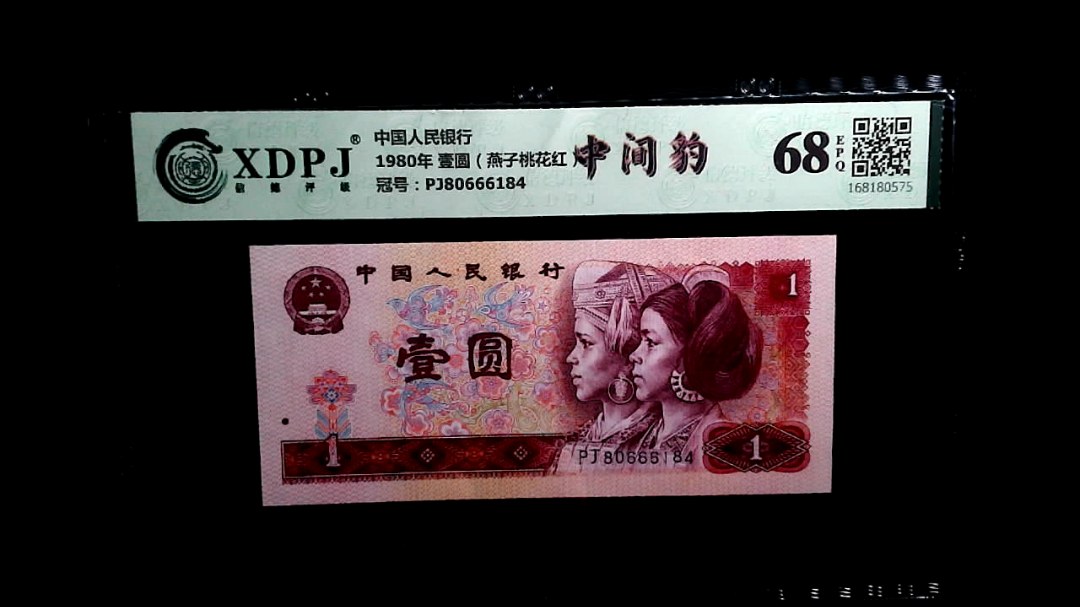 XDPJ®
信德评级
中国人民银行
1980年 壹圆（燕子桃花红）
冠号：PJ80666184
中间豹
68
EPQ
168180575
中国人民银行
1
壹圆
1
PJ80666184
1